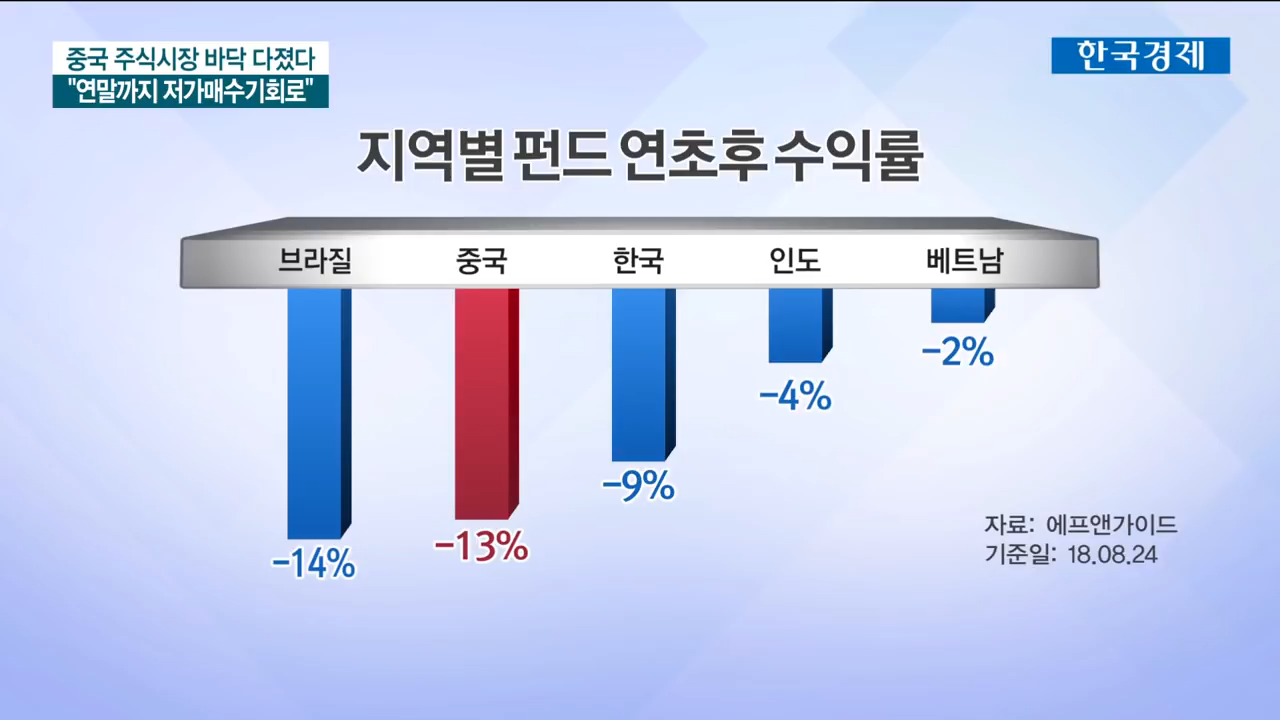 중국 주식시장 바닥 다졌다
"연말까지 저가매수기회로"
한국경제
지역별 펀드 연초후 수익률
브라질 중국 한국 인도 베트남
-14% -13% -9% -4% -2%
자료: 에프앤가이드
기준일: 18.08.24